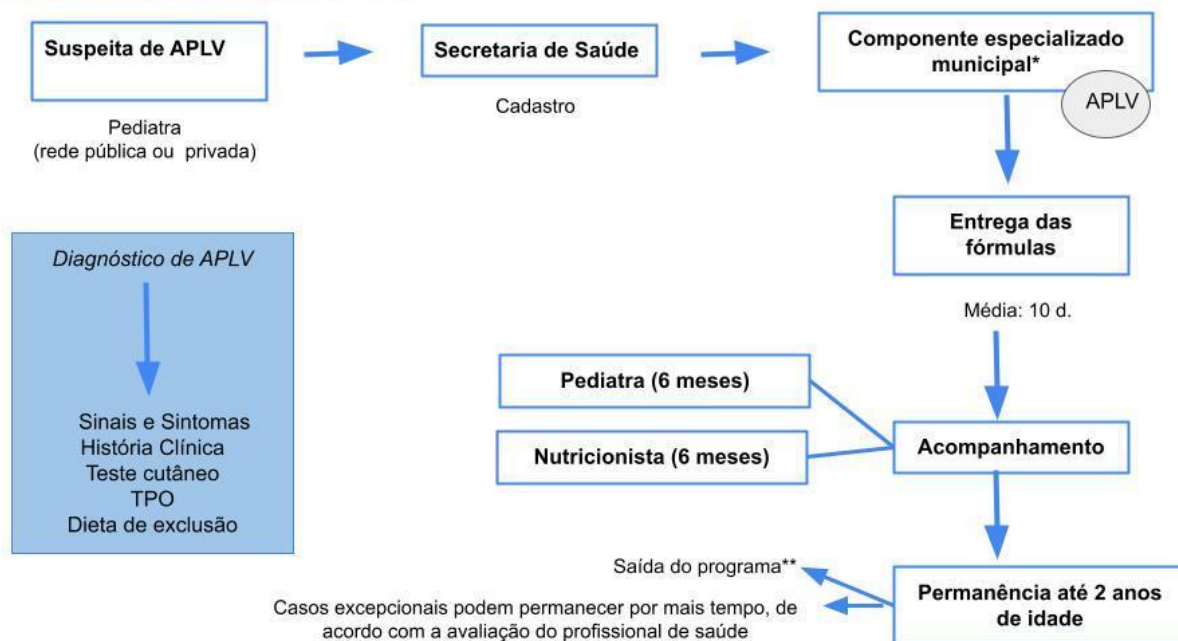 Suspeita de APLV
Pediatra
(rede pública ou privada)
Secretaria de Saúde
Cadastro
Componente especializado
municipal*
APLV
Entrega das
fórmulas
Média: 10 d.
Diagnóstico de APLV
Sinais e Sintomas
História Clínica
Teste cutâneo
TPO
Dieta de exclusão
Pediatra (6 meses)
Nutricionista (6 meses)
Acompanhamento
Permanência até 2 anos
de idade
Saída do programa**
Casos excepcionais podem permanecer por mais tempo, de
acordo com a avaliação do profissional de saúde